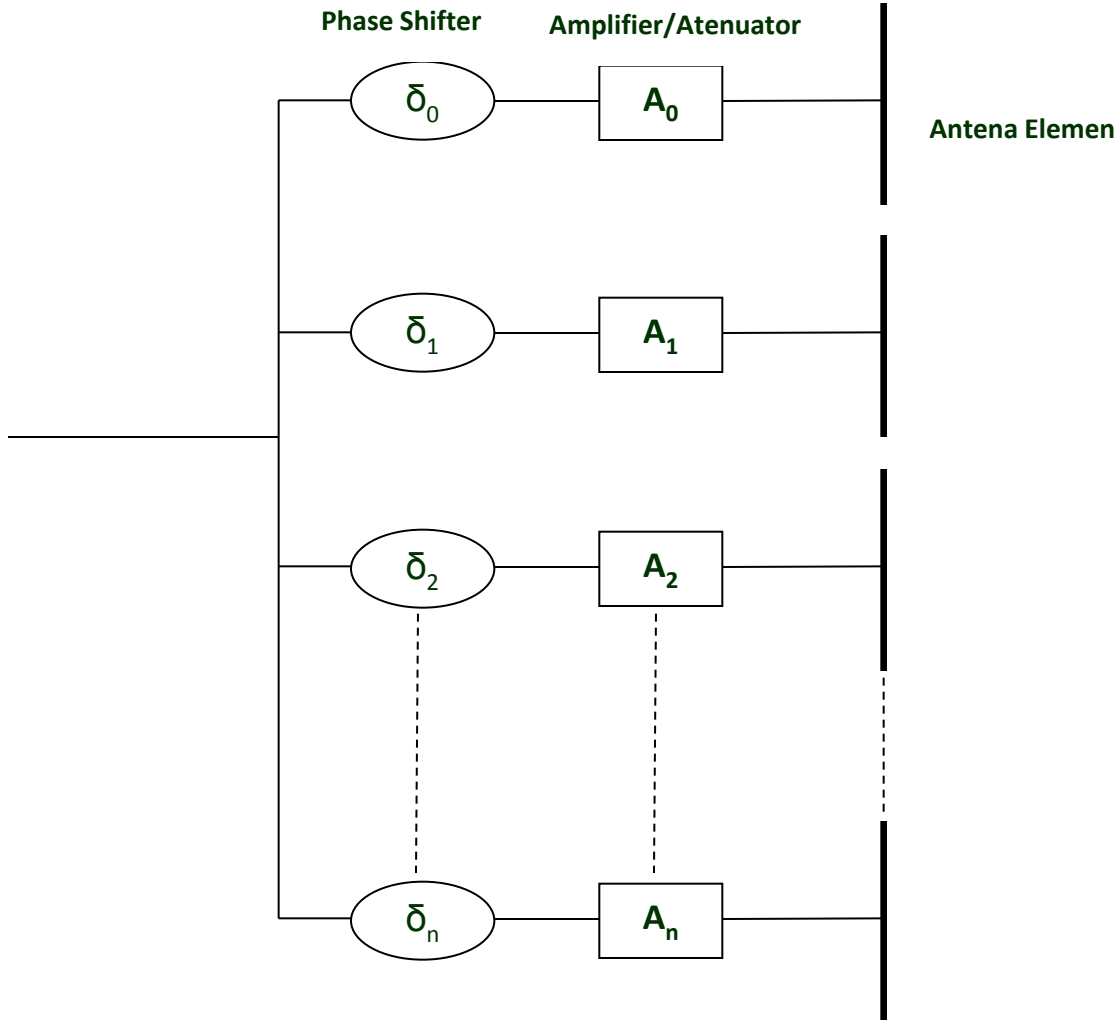 Phase Shifter
Amplifier/Atenuator
δ₀
A₀
Antena Elemen
δ₁
A₁
δ₂
A₂
δₙ
Aₙ